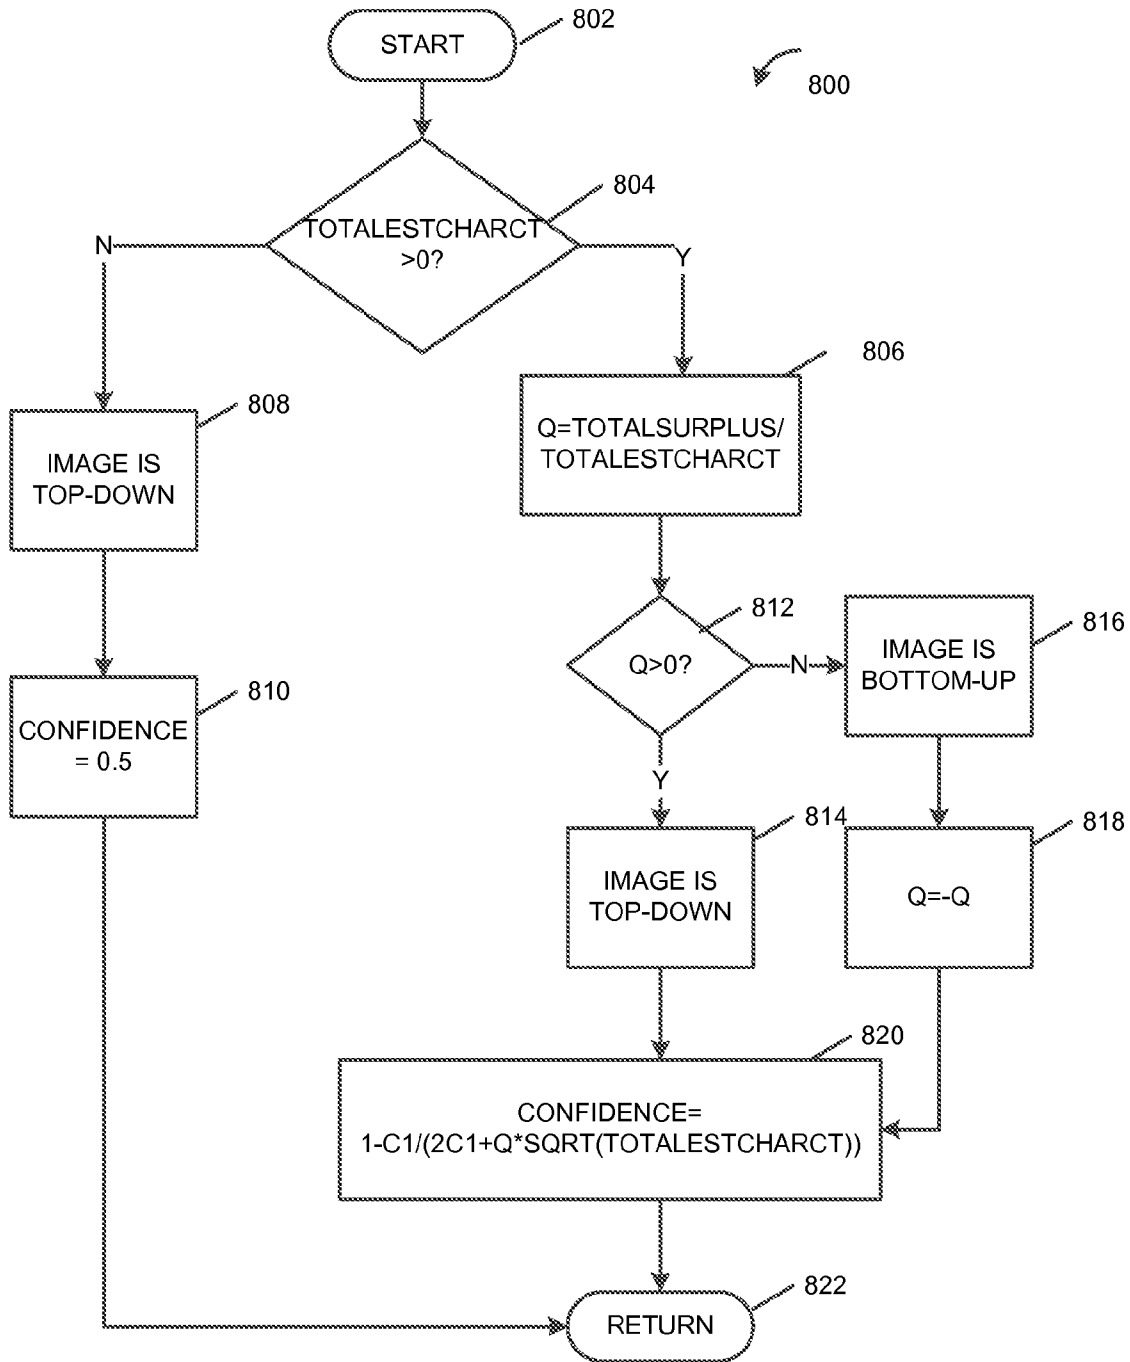 START
802
800
TOTALESTCHARCT
>0?
804
N
Y
806
Q=TOTALSURPLUS/
TOTALESTCHARCT
808
IMAGE IS
TOP-DOWN
812
Q>0?
N
816
IMAGE IS
BOTTOM-UP
810
CONFIDENCE
= 0.5
Y
814
IMAGE IS
TOP-DOWN
818
Q=-Q
820
CONFIDENCE=
1-C1/(2C1+Q*SQRT(TOTALESTCHARCT))
822
RETURN